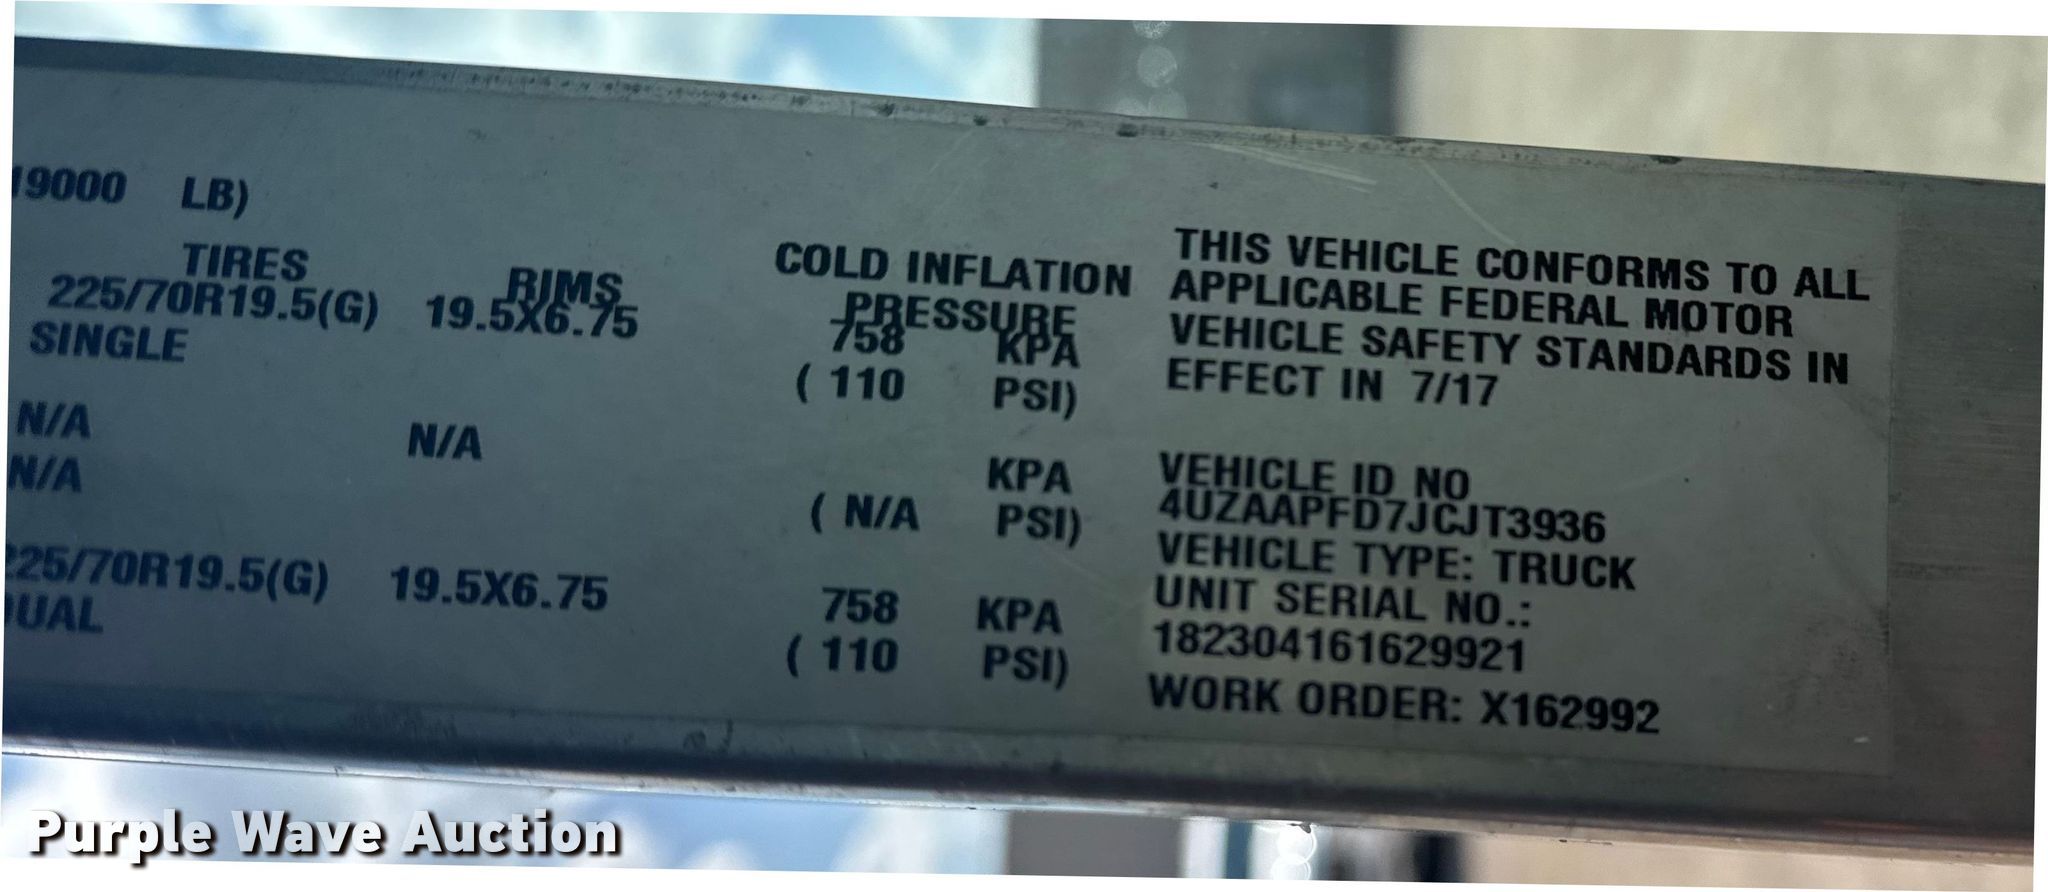 19000 LB)
TIRES RIMS COLD INFLATION
PRESSURE
225/70R19.5(G) 19.5X6.75 758 KPA
SINGLE ( 110 PSI)
N/A N/A KPA
N/A ( N/A PSI)
225/70R19.5(G) 19.5X6.75 758 KPA
DUAL ( 110 PSI)
THIS VEHICLE CONFORMS TO ALL
APPLICABLE FEDERAL MOTOR
VEHICLE SAFETY STANDARDS IN
EFFECT IN 7/17
VEHICLE ID NO
4UZAAPFD7JCJT3936
VEHICLE TYPE: TRUCK
UNIT SERIAL NO.:
182304161629921
WORK ORDER: X162992
Purple Wave Auction